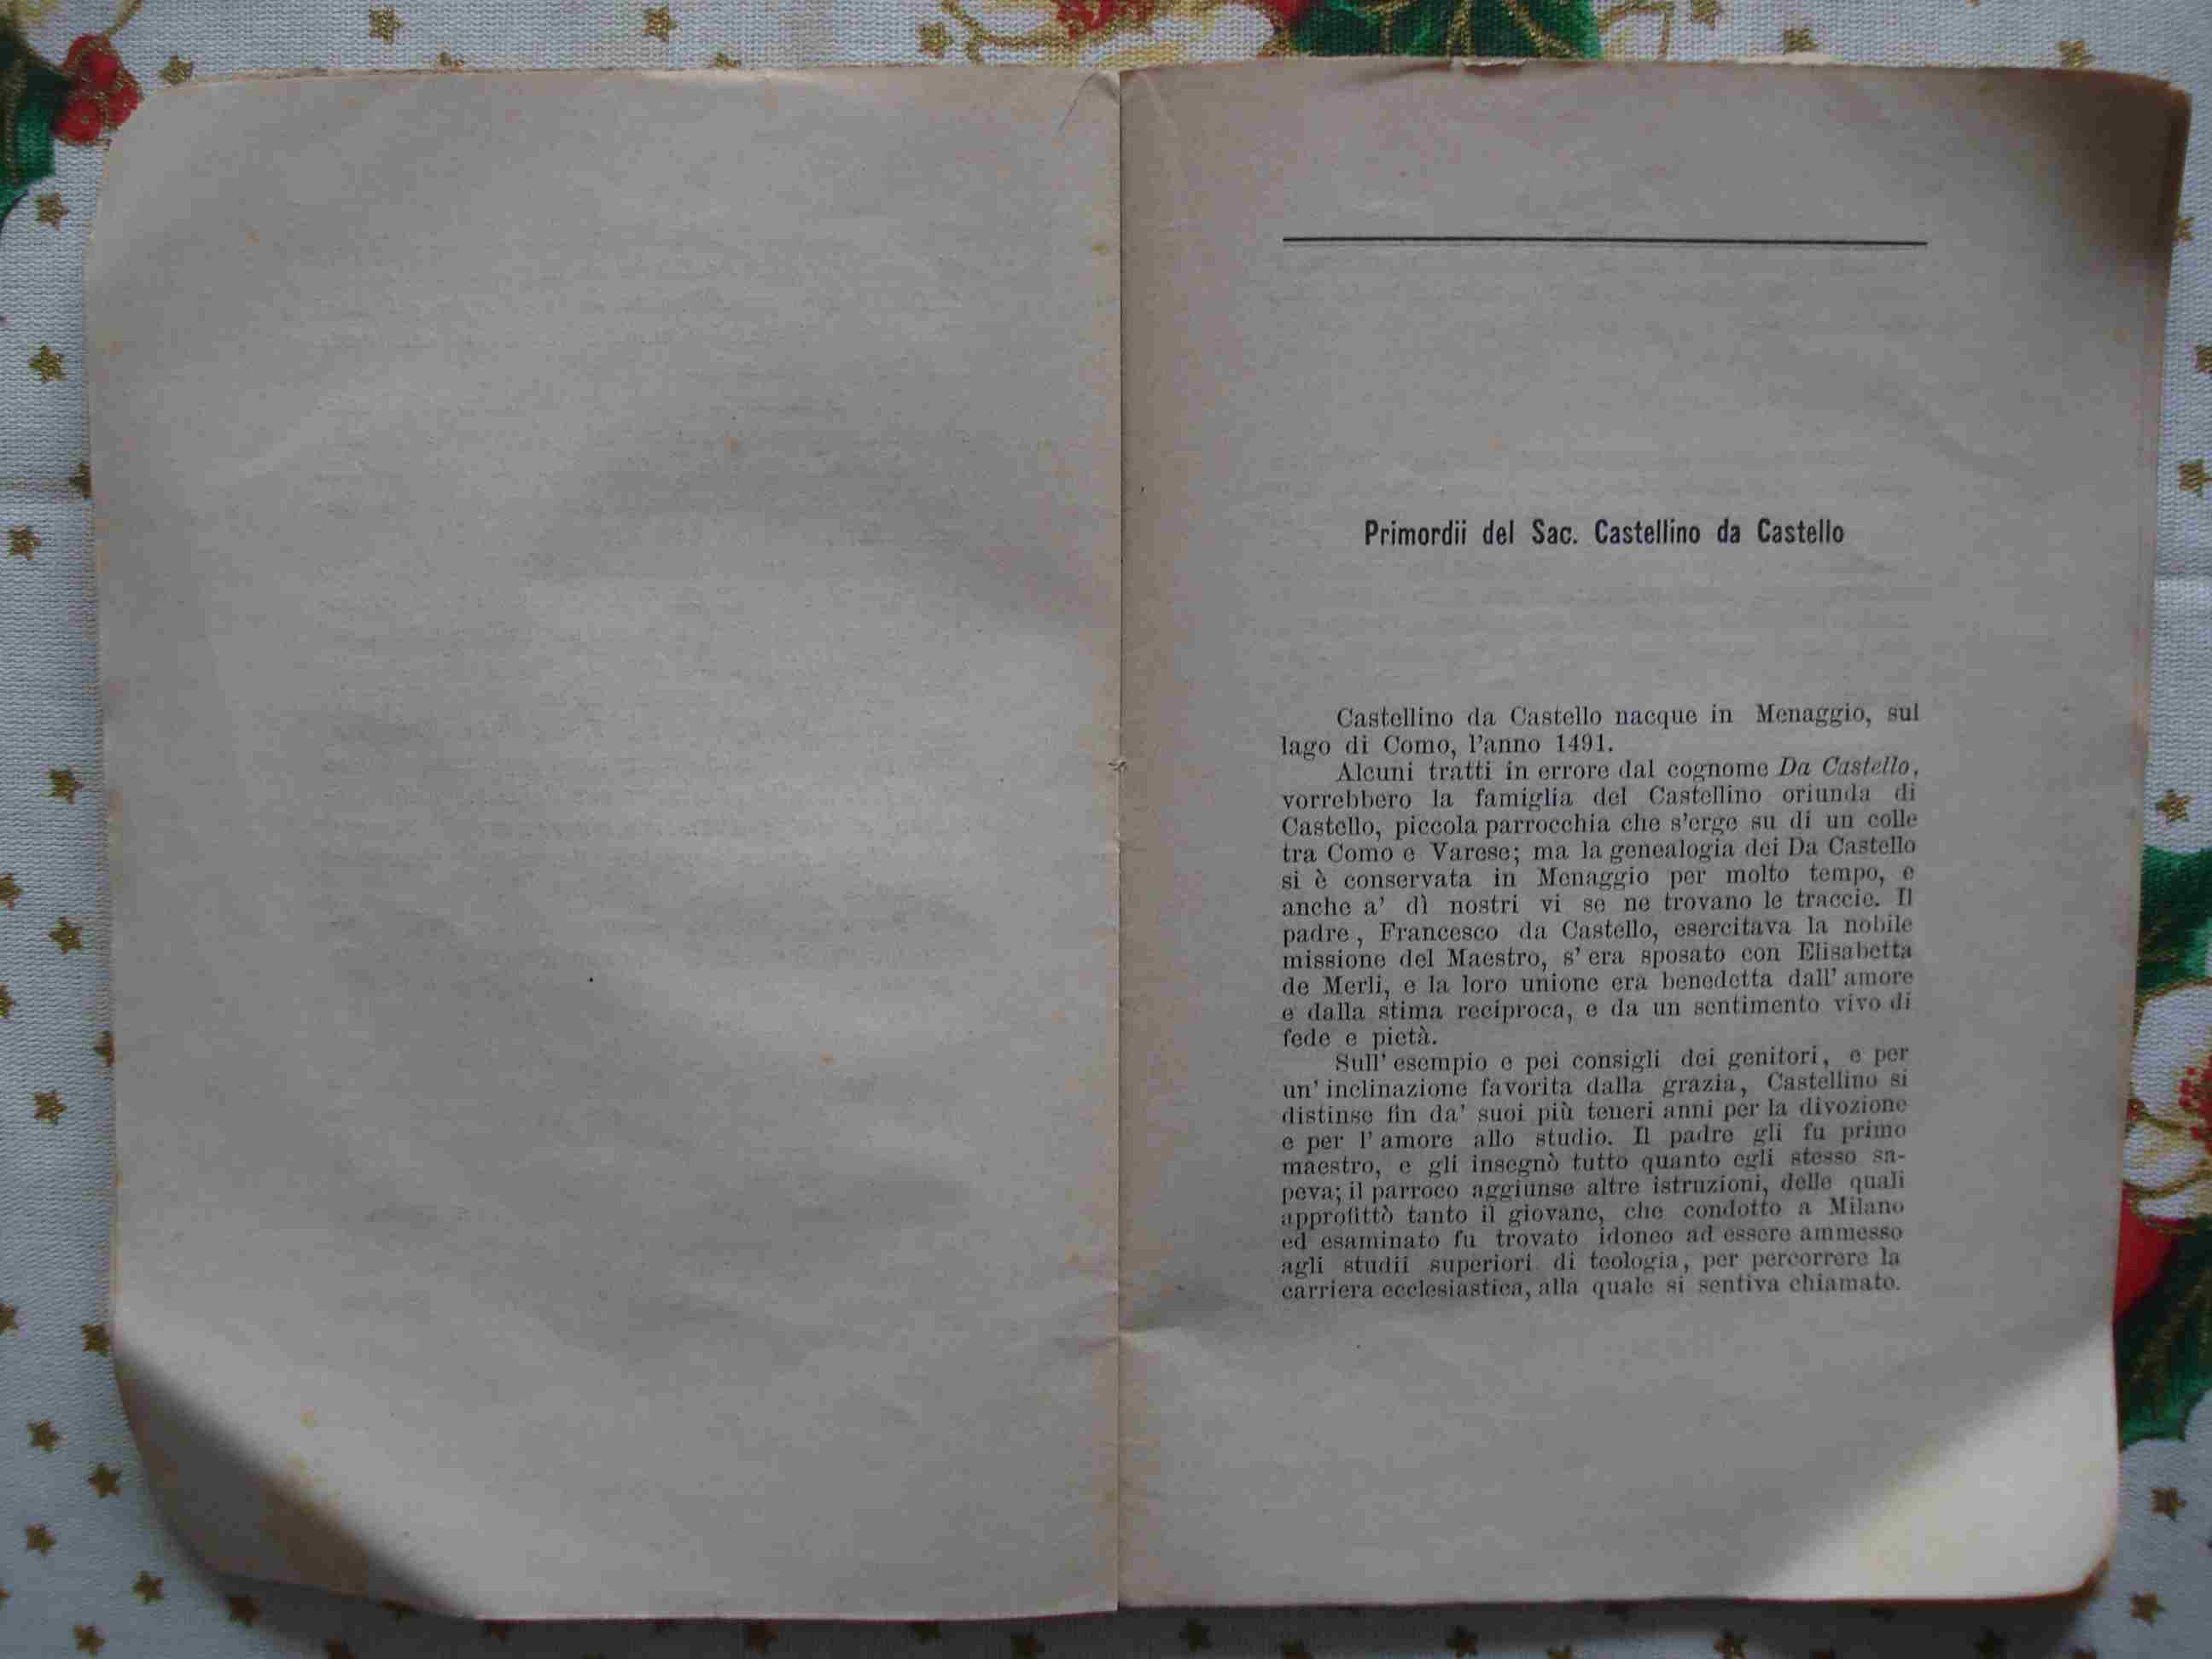 Primordii del Sac. Castellino da Castello
Castellino da Castello nacque in Menaggio, sul
lago di Como, l'anno 1491.
Alcuni tratti in errore dal cognome Da Castello,
vorrebbero la famiglia del Castellino oriunda di
Castello, piccola parrocchia che s'erge su di un colle
tra Como e Varese; ma la genealogia dei Da Castello
si è conservata in Menaggio per molto tempo, e
anche a' dì nostri vi se ne trovano le traccie. Il
padre, Francesco da Castello, esercitava la nobile
missione del Maestro, s'era sposato con Elisabetta
de Merli, e la loro unione era benedetta dall'amore
e dalla stima reciproca, e da un sentimento vivo di
fede e pietà.
Sull'esempio e pei consigli dei genitori, e per
un'inclinazione favorita dalla grazia, Castellino si
distinse fin da' suoi più teneri anni per la divozione
e per l'amore allo studio. Il padre gli fu primo
maestro, e gli insegnò tutto quanto egli stesso sa-
peva; il parroco aggiunse altre istruzioni, delle quali
approfittò tanto il giovane, che condotto a Milano
ed esaminato fu trovato idoneo ad essere ammesso
agli studii superiori di teologia, per percorrere la
carriera ecclesiastica, alla quale si sentiva chiamato.